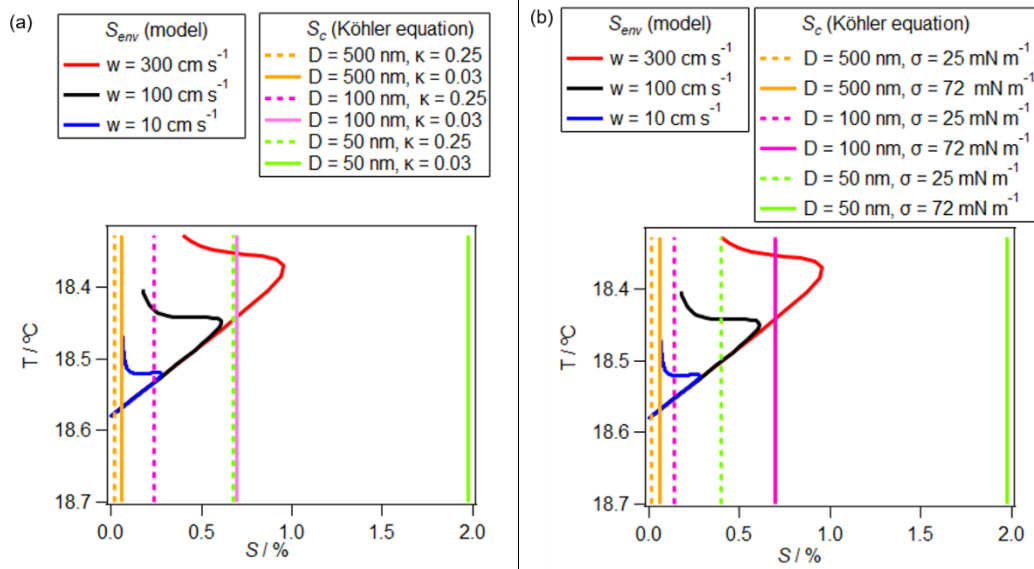 (a)
S_env (model)
w = 300 cm s⁻¹
w = 100 cm s⁻¹
w = 10 cm s⁻¹
S_c (Köhler equation)
D = 500 nm, κ = 0.25
D = 500 nm, κ = 0.03
D = 100 nm, κ = 0.25
D = 100 nm, κ = 0.03
D = 50 nm, κ = 0.25
D = 50 nm, κ = 0.03
T / ºC
18.4
18.5
18.6
18.7
0.0
0.5
1.0
1.5
2.0
S / %
(b)
S_env (model)
w = 300 cm s⁻¹
w = 100 cm s⁻¹
w = 10 cm s⁻¹
S_c (Köhler equation)
D = 500 nm, σ = 25 mN m⁻¹
D = 500 nm, σ = 72 mN m⁻¹
D = 100 nm, σ = 25 mN m⁻¹
D = 100 nm, σ = 72 mN m⁻¹
D = 50 nm, σ = 25 mN m⁻¹
D = 50 nm, σ = 72 mN m⁻¹
T / ºC
18.4
18.5
18.6
18.7
0.0
0.5
1.0
1.5
2.0
S / %